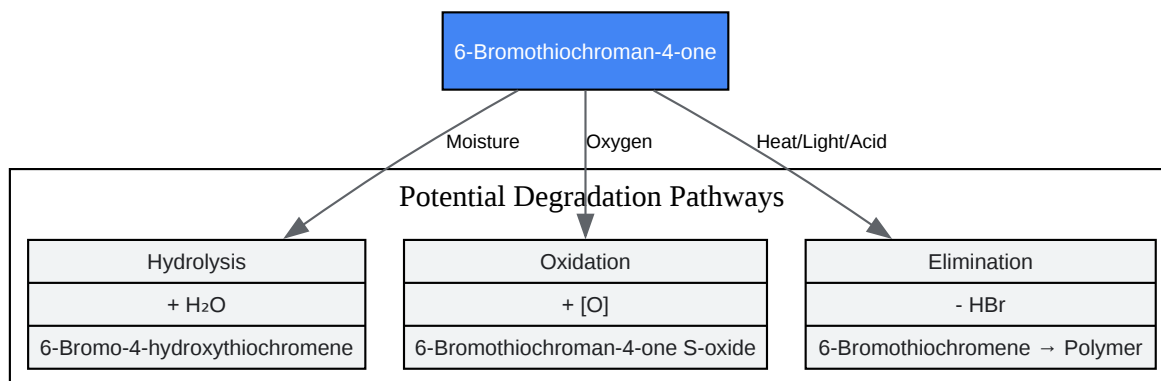 6-Bromothiochroman-4-one
Moisture
Oxygen
Heat/Light/Acid
Potential Degradation Pathways
Hydrolysis
+ H₂O
6-Bromo-4-hydroxythiochromene
Oxidation
+ [O]
6-Bromothiochroman-4-one S-oxide
Elimination
- HBr
6-Bromothiochromene → Polymer